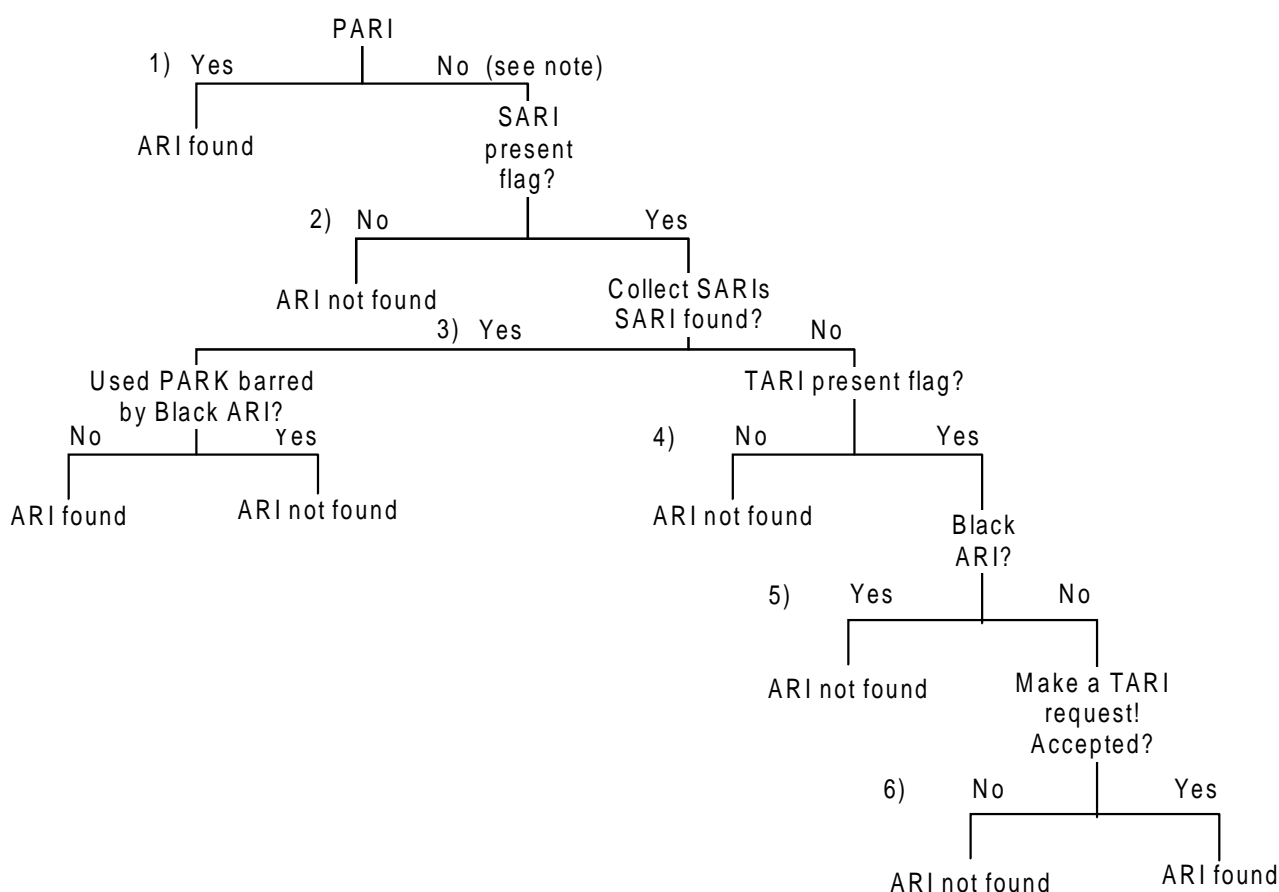 PARI
1) Yes
No (see note)
ARI found
SARI
present
flag?
2) No
Yes
ARI not found
Collect SARIs
SARI found?
3) Yes
No
Used PARK barred
by Black ARI?
TARI present flag?
No
Yes
4) No
Yes
ARI found
ARI not found
ARI not found
Black
ARI?
5) Yes
No
ARI not found
Make a TARI
request!
Accepted?
6) No
Yes
ARI not found
ARI found